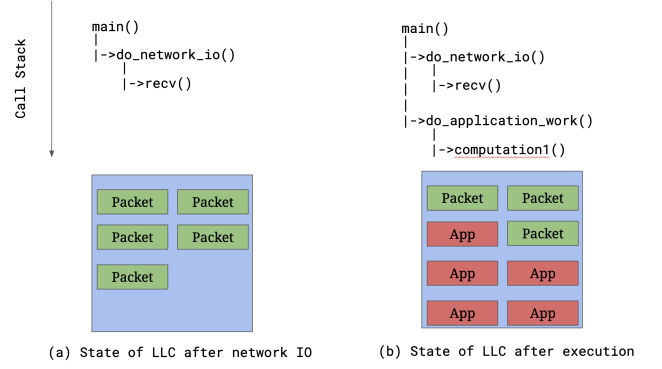 Call Stack
main()
|
|->do_network_io()
|
|->recv()
Packet Packet
Packet Packet
Packet
(a) State of LLC after network IO
main()
|
|->do_network_io()
| |
| |->recv()
|
|
|->do_application_work()
|
|->computation1()
Packet Packet
App Packet
App App
App App
(b) State of LLC after execution